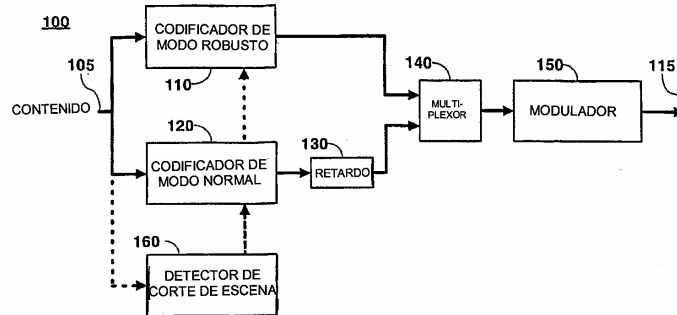 100
105
CONTENIDO
CODIFICADOR DE
MODO ROBUSTO
110
120
CODIFICADOR DE
MODO NORMAL
130
RETARDO
140
MULTI-
PLEXOR
150
MODULADOR
115
160
DETECTOR DE
CORTE DE ESCENA